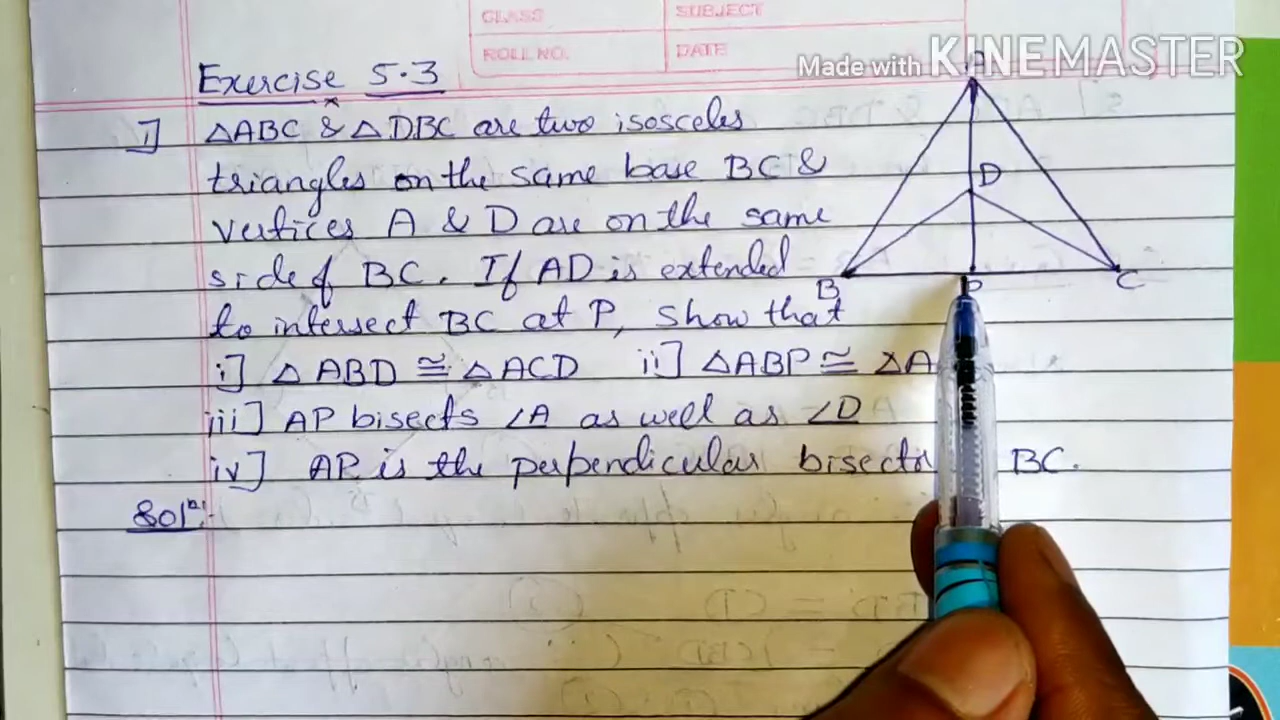 CLASS SUBJECT
ROLL NO. DATE
Made with KINEMASTER
Exercise 5.3
1] △ABC & △DBC are two isosceles
triangles on the same base BC &
vertices A & D are on the same
side of BC. If AD is extended
to intersect BC at P, show that
i] △ABD ≅ △ACD ii] △ABP ≅ △A
iii] AP bisects ∠A as well as ∠D
iv] AP is the perpendicular bisecto BC.
Solⁿ:-
A
D
B P C